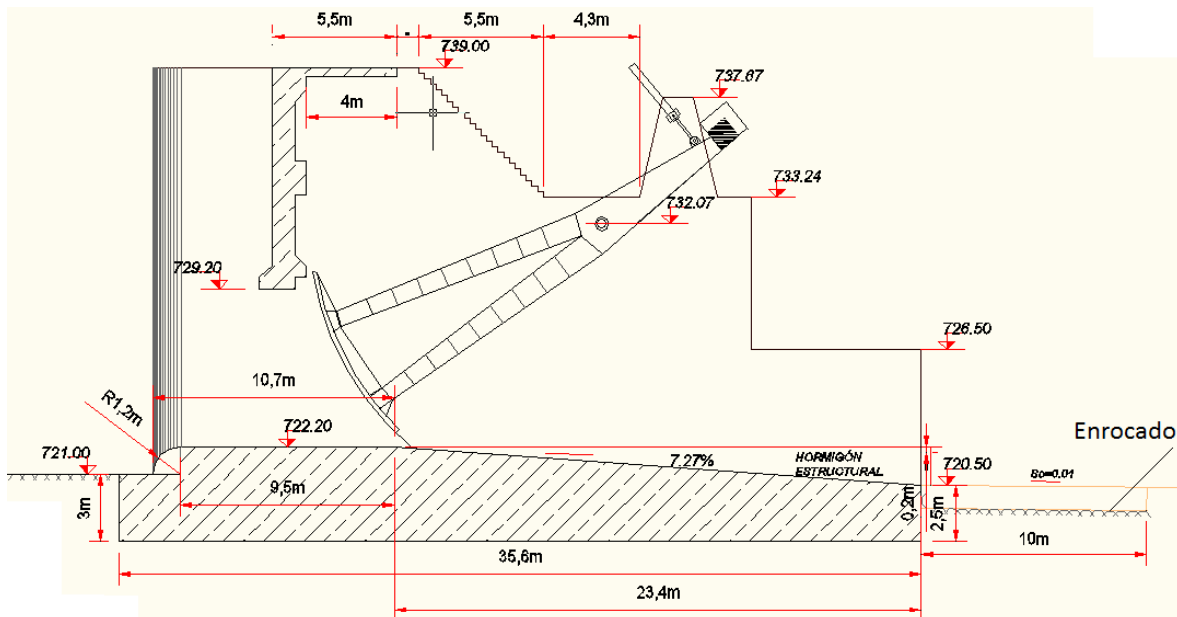 5,5m
5,5m
4,3m
739.00
737.67
4m
733.24
732.07
729.20
726.50
10,7m
R1,2m
Enrocado
722.20
721.00
7.27%
HORMIGÓN
ESTRUCTURAL
720.50
So=0.01
9,5m
3m
0,2m
2,5m
10m
35,6m
23,4m